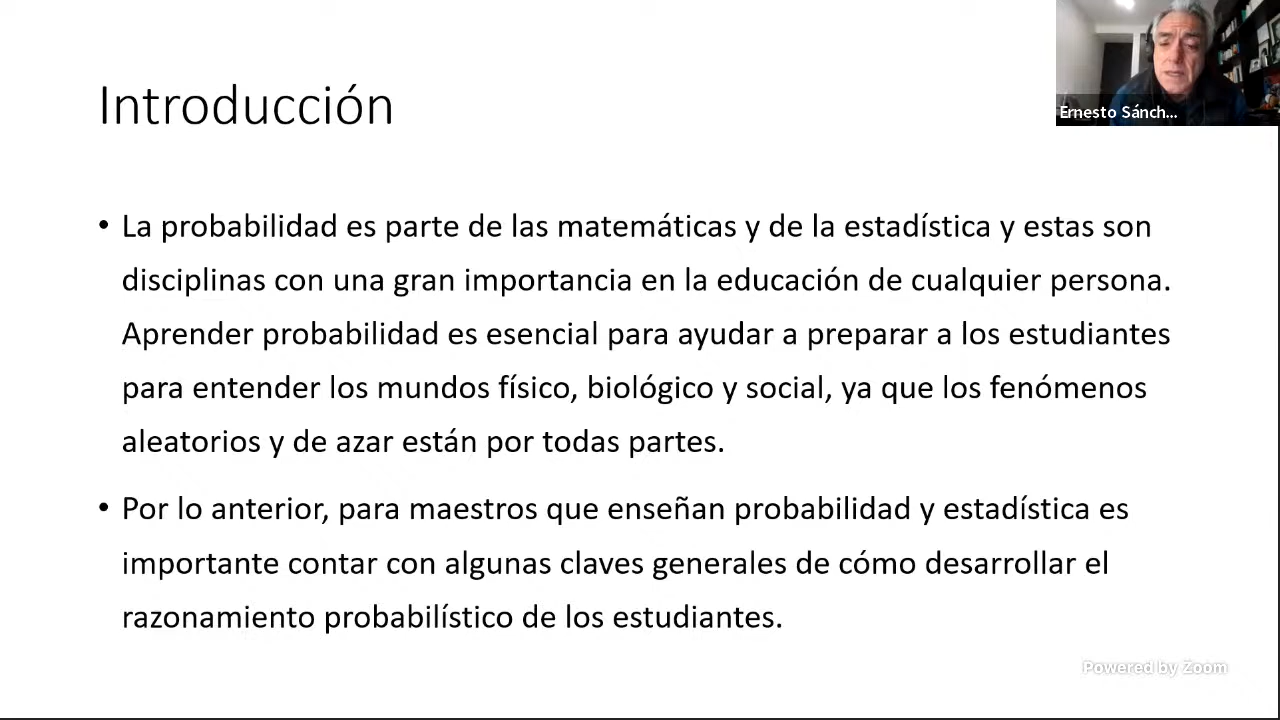 Introducción
Ernesto Sánch...
• La probabilidad es parte de las matemáticas y de la estadística y estas son
disciplinas con una gran importancia en la educación de cualquier persona.
Aprender probabilidad es esencial para ayudar a preparar a los estudiantes
para entender los mundos físico, biológico y social, ya que los fenómenos
aleatorios y de azar están por todas partes.
• Por lo anterior, para maestros que enseñan probabilidad y estadística es
importante contar con algunas claves generales de cómo desarrollar el
razonamiento probabilístico de los estudiantes.
Powered by Zoom